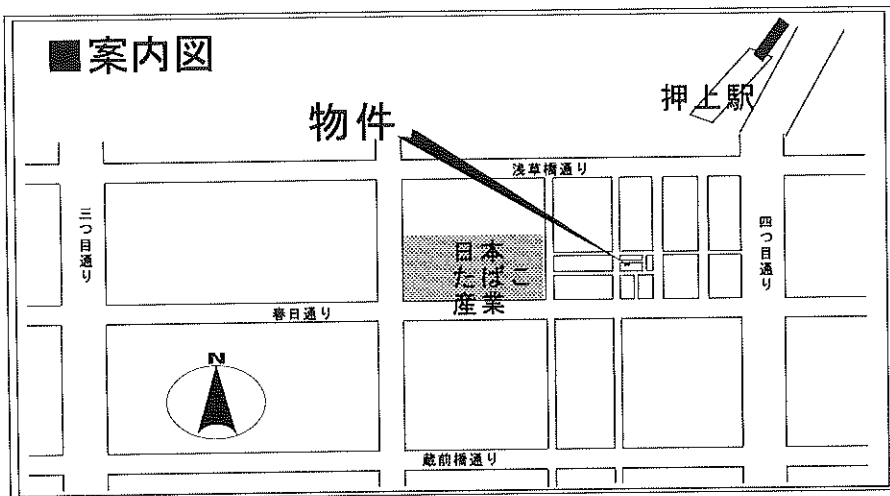 ■案内図
押上駅
物件
浅草橋通り
三つ目通り
日本
たばこ
産業
四つ目通り
春日通り
N
蔵前橋通り